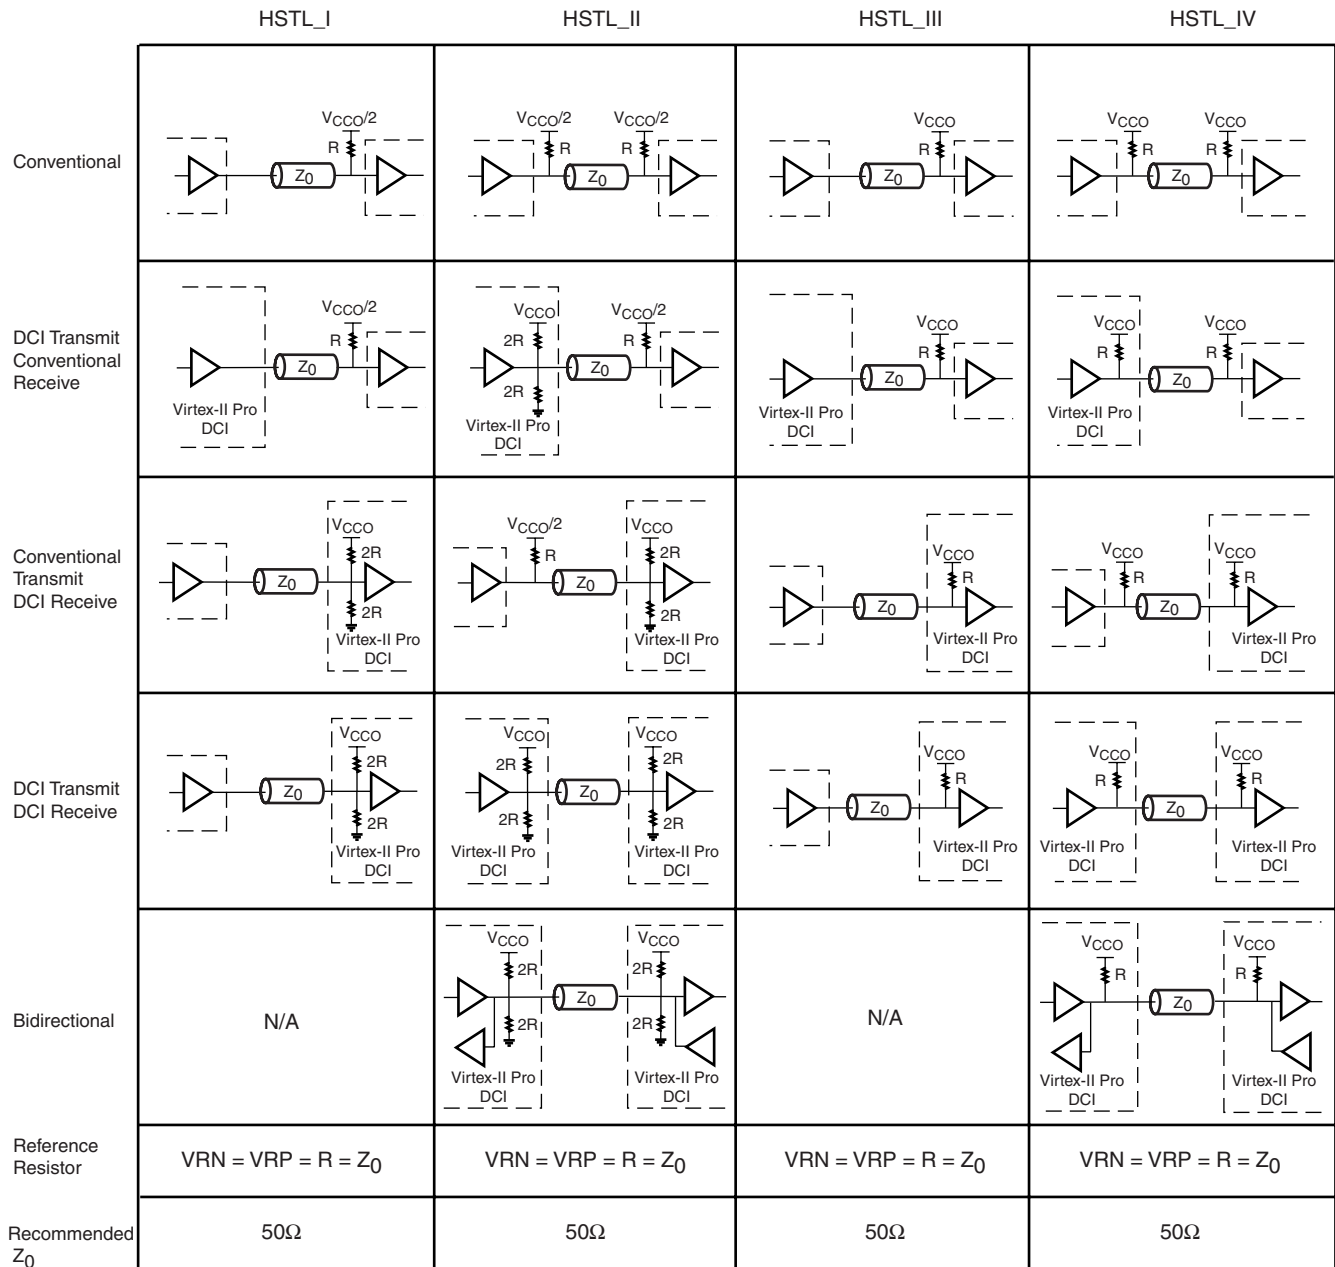 HSTL_I HSTL_II HSTL_III HSTL_IV
Conventional
VCCO/2
R
Z0
VCCO/2
R
Z0
VCCO/2
R
VCCO
R
Z0
VCCO
R
Z0
VCCO
R
DCI Transmit
Conventional
Receive
VCCO/2
R
Z0
Virtex-II Pro
DCI
VCCO
2R
2R
Virtex-II Pro
DCI
VCCO/2
R
Z0
VCCO
R
Z0
Virtex-II Pro
DCI
VCCO
R
Virtex-II Pro
DCI
VCCO
R
Z0
Conventional
Transmit
DCI Receive
Z0
VCCO
2R
2R
Virtex-II Pro
DCI
VCCO/2
R
Z0
VCCO
2R
2R
Virtex-II Pro
DCI
Z0
VCCO
R
Virtex-II Pro
DCI
VCCO
R
Z0
VCCO
R
Virtex-II Pro
DCI
DCI Transmit
DCI Receive
Z0
VCCO
2R
2R
Virtex-II Pro
DCI
VCCO
2R
2R
Virtex-II Pro
DCI
Z0
VCCO
2R
2R
Virtex-II Pro
DCI
Z0
VCCO
R
Virtex-II Pro
DCI
VCCO
R
Virtex-II Pro
DCI
Z0
VCCO
R
Virtex-II Pro
DCI
Bidirectional
N/A
VCCO
2R
2R
Virtex-II Pro
DCI
Z0
VCCO
2R
2R
Virtex-II Pro
DCI
N/A
VCCO
R
Virtex-II Pro
DCI
Z0
VCCO
R
Virtex-II Pro
DCI
Reference
Resistor
VRN = VRP = R = Z0
VRN = VRP = R = Z0
VRN = VRP = R = Z0
VRN = VRP = R = Z0
Recommended
Z0
50Ω
50Ω
50Ω
50Ω